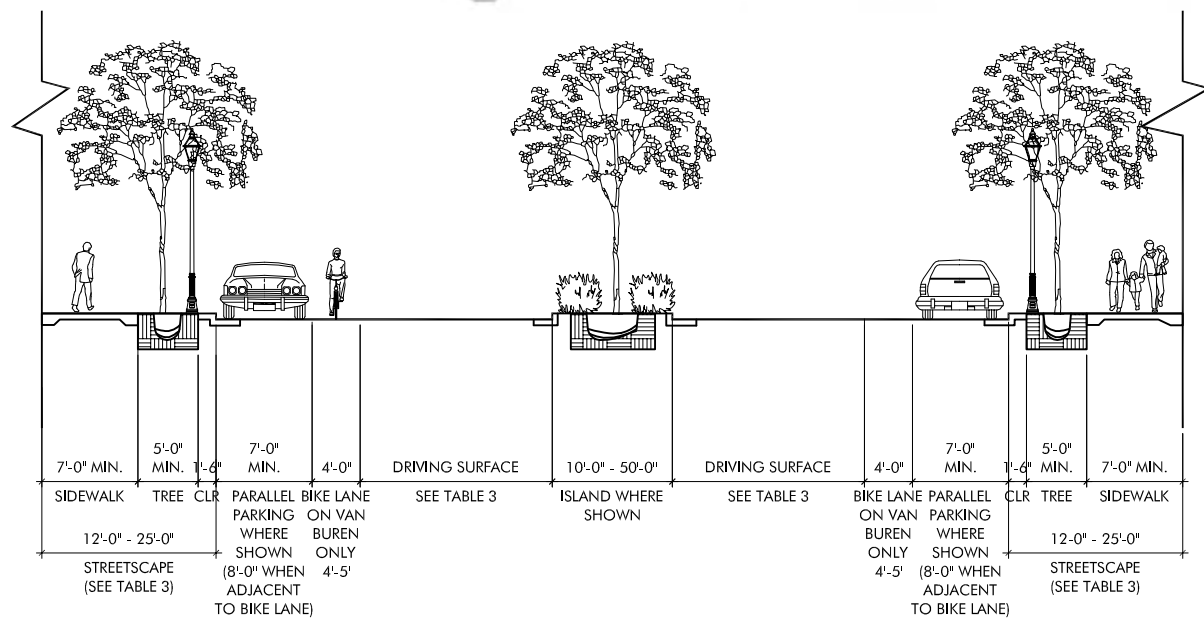 7'-0" MIN.
SIDEWALK
5'-0"
MIN.
TREE
1'-6"
CLR
12'-0" - 25'-0"
STREETSCAPE
(SEE TABLE 3)
7'-0"
MIN.
PARALLEL
PARKING
WHERE
SHOWN
(8'-0" WHEN
ADJACENT
TO BIKE LANE)
4'-0"
BIKE LANE
ON VAN
BUREN
ONLY
4'-5'
DRIVING SURFACE
SEE TABLE 3
10'-0" - 50'-0"
ISLAND WHERE
SHOWN
DRIVING SURFACE
SEE TABLE 3
4'-0"
BIKE LANE
ON VAN
BUREN
ONLY
4'-5'
7'-0"
MIN.
PARALLEL
PARKING
WHERE
SHOWN
(8'-0" WHEN
ADJACENT
TO BIKE LANE)
1'-6"
CLR
5'-0"
MIN.
TREE
7'-0" MIN.
SIDEWALK
12-0" - 25'-0"
STREETSCAPE
(SEE TABLE 3)